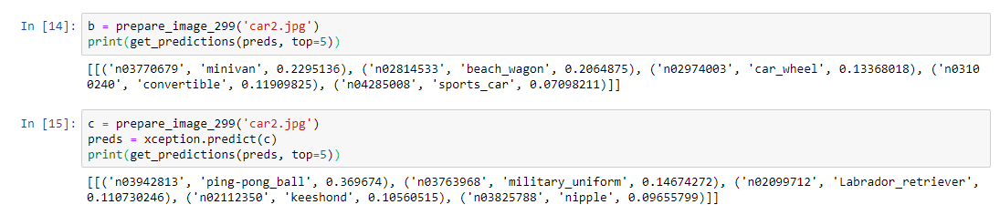 In [14]: b = prepare_image_299('car2.jpg')
print(get_predictions(preds, top=5))
[[('n03770679', 'minivan', 0.2295136), ('n02814533', 'beach_wagon', 0.2064875), ('n02974003', 'car_wheel', 0.13368018), ('n0310
0240', 'convertible', 0.11909825), ('n04285008', 'sports_car', 0.07098211)]]
In [15]: c = prepare_image_299('car2.jpg')
preds = xception.predict(c)
print(get_predictions(preds, top=5))
[[('n03942813', 'ping-pong_ball', 0.369674), ('n03763968', 'military_uniform', 0.14674272), ('n02099712', 'Labrador_retriever',
0.110730246), ('n02112350', 'keeshond', 0.10560515), ('n03825788', 'nipple', 0.09655799)]]